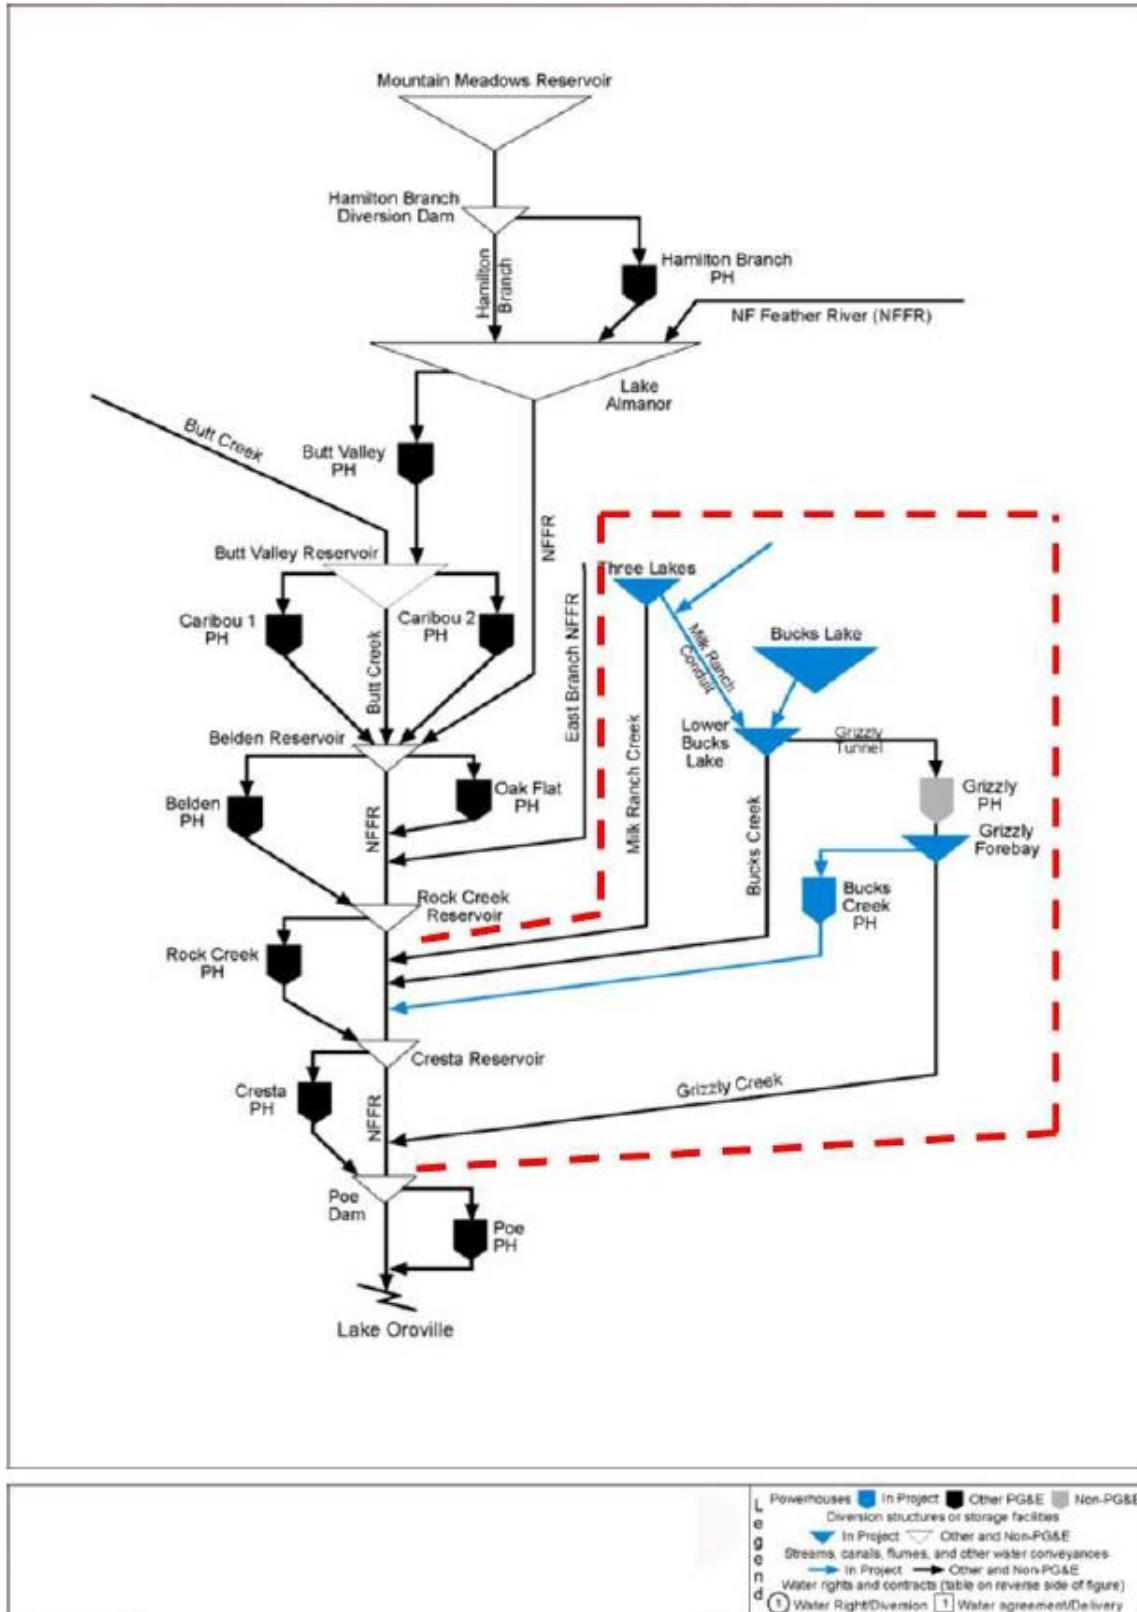 Mountain Meadows Reservoir
Hamilton Branch
Diversion Dam
Hamilton
Branch
Hamilton Branch
PH
NF Feather River (NFFR)
Lake
Almanor
Butt Creek
Butt Valley
PH
NFFR
Butt Valley Reservoir
Three Lakes
Caribou 1
PH
Caribou 2
PH
Butt Creek
East Branch NFFR
Milk Ranch
Conduit
Bucks Lake
Belden Reservoir
Lower
Bucks
Lake
Grizzly
Tunnel
Belden
PH
Oak Flat
PH
NFFR
Milk Ranch Creek
Bucks Creek
Grizzly
PH
Grizzly
Forebay
Bucks
Creek
PH
Rock Creek
Reservoir
Rock Creek
PH
Cresta Reservoir
Cresta
PH
NFFR
Grizzly Creek
Poe
Dam
Poe
PH
Lake Oroville
Legend
Powerhouses In Project Other PG&E Non-PG&E
Diversion structures or storage facilities
In Project Other and Non-PG&E
Streams, canals, flumes, and other water conveyances
In Project Other and Non-PG&E
Water rights and contracts (table on reverse side of figure)
1 Water Right/Diversion 1 Water agreement/Delivery